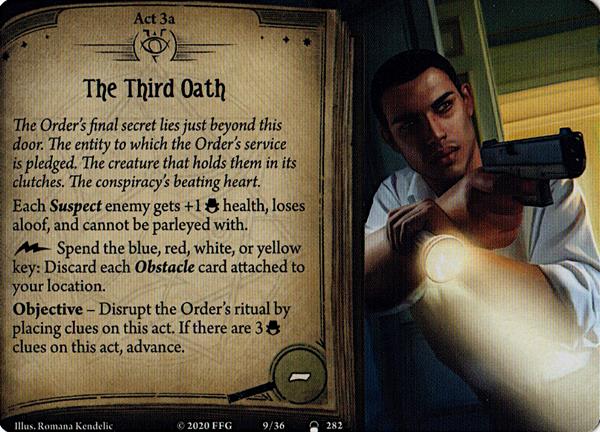 Act 3a
The Third Oath
The Order's final secret lies just beyond this
door. The entity to which the Order's service
is pledged. The creature that holds them in its
clutches. The conspiracy's beating heart.
Each Suspect enemy gets +1 health, loses
aloof, and cannot be parleyed with.
Spend the blue, red, white, or yellow
key: Discard each Obstacle card attached to
your location.
Objective – Disrupt the Order's ritual by
placing clues on this act. If there are 3
clues on this act, advance.
–
Illus. Romana Kendelic © 2020 FFG 9/36 282